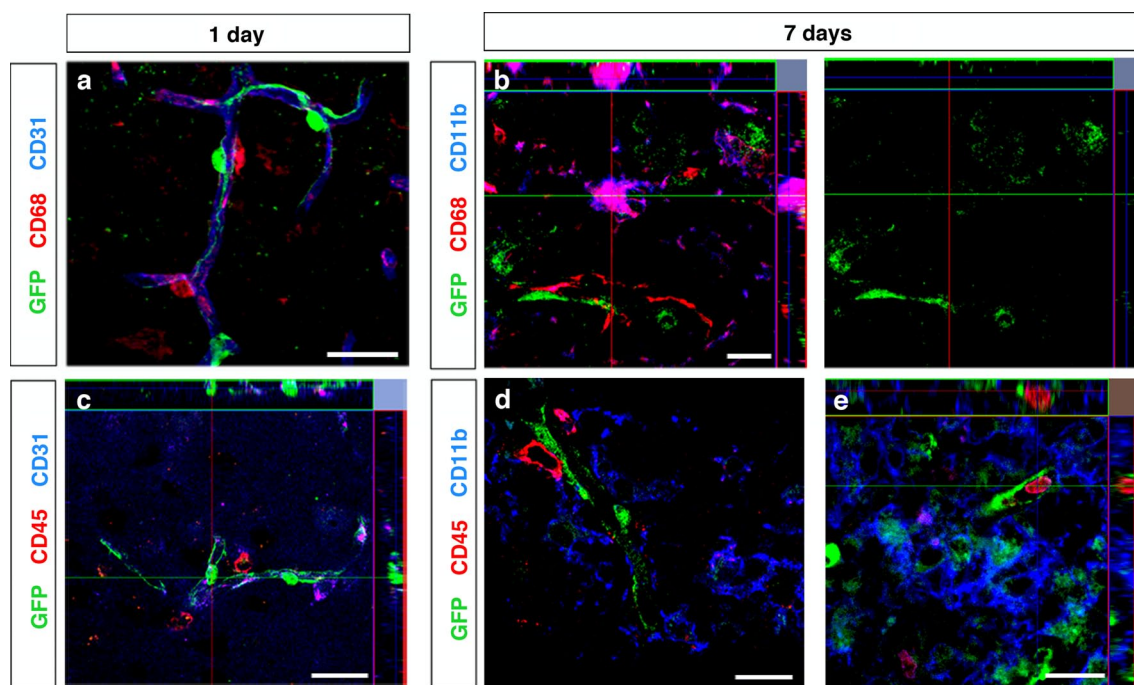 1 day
7 days
GFP CD68 CD31
a
GFP CD68 CD11b
b
GFP CD45 CD31
c
GFP CD45 CD11b
d
e